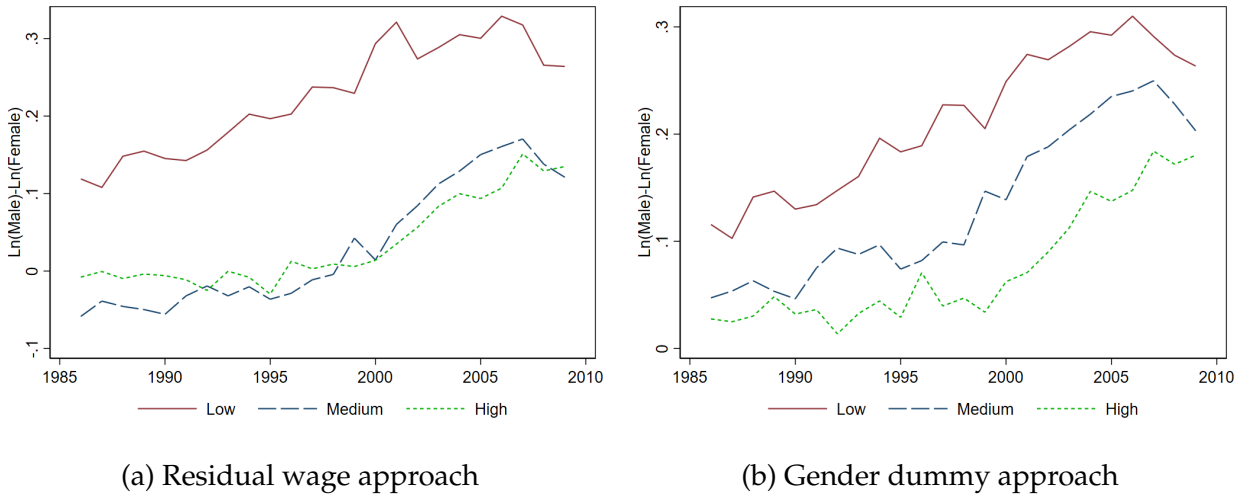 Ln(Male)-Ln(Female)
.3
.2
.1
0
-.1
1985 1990 1995 2000 2005 2010
Low Medium High
(a) Residual wage approach
Ln(Male)-Ln(Female)
.3
.2
.1
0
1985 1990 1995 2000 2005 2010
Low Medium High
(b) Gender dummy approach